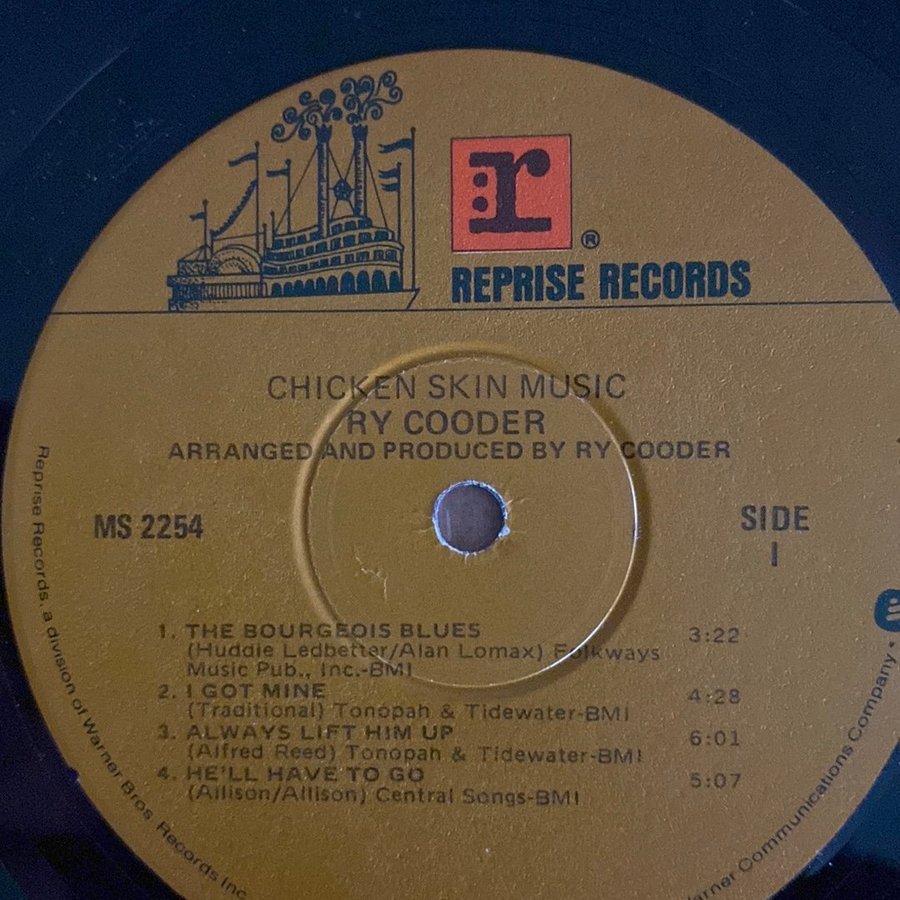 r
®
REPRISE RECORDS
CHICKEN SKIN MUSIC
RY COODER
ARRANGED AND PRODUCED BY RY COODER
MS 2254
SIDE
1
1. THE BOURGEOIS BLUES 3:22
(Huddie Ledbetter/Alan Lomax) Folkways
Music Pub., Inc.-BMI
2. I GOT MINE 4:28
(Traditional) Tonopah & Tidewater-BMI
3. ALWAYS LIFT HIM UP 6:01
(Alfred Reed) Tonopah & Tidewater-BMI
4. HE'LL HAVE TO GO 5:07
(Allison/Allison) Central Songs-BMI
Reprise Records, a division of Warner Bros. Records Inc.
Warner Communications Company •